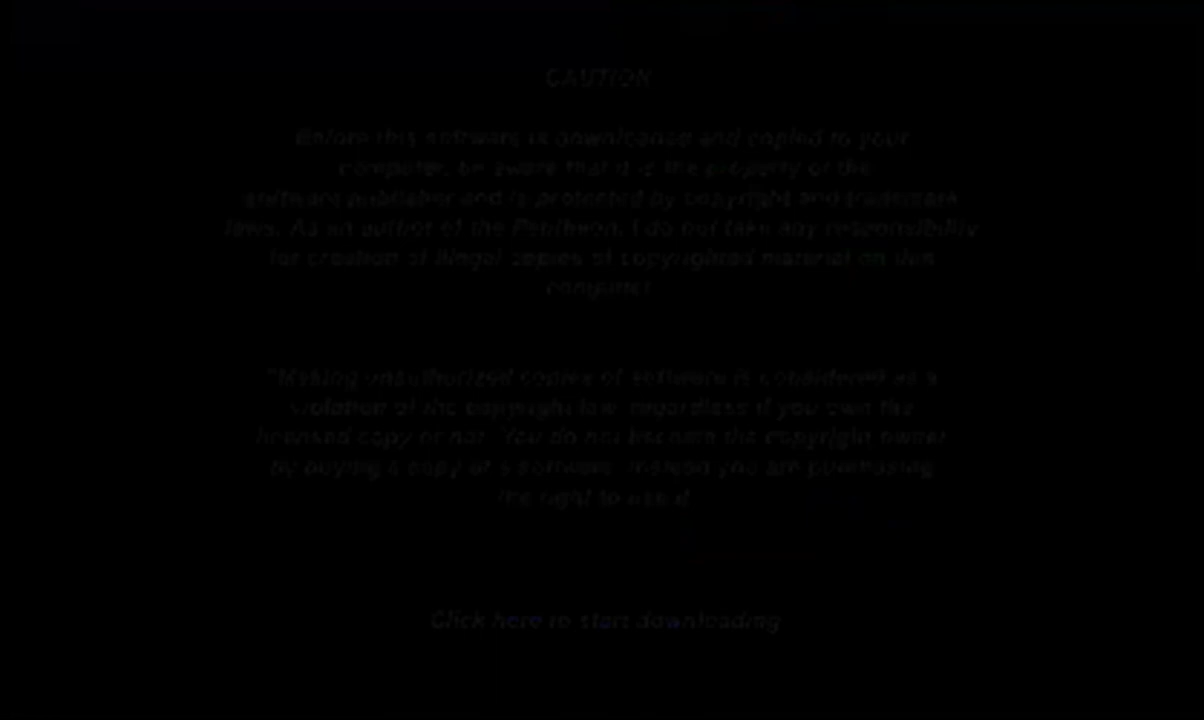 CAUTION
Before this software is downloaded and copied to your
computer, be aware that it is the property of the
software publisher and is protected by copyright and trademark
laws. As an author of the Pantheon, I do not take any responsibility
for creation of illegal copies of copyrighted material on this
computer
"Making unauthorized copies of software is considered as a
violation of the copyright law, regardless if you own the
licensed copy or not. You do not become the copyright owner
by buying a copy of a software. Instead you are purchasing
the right to use it
Click here to start downloading